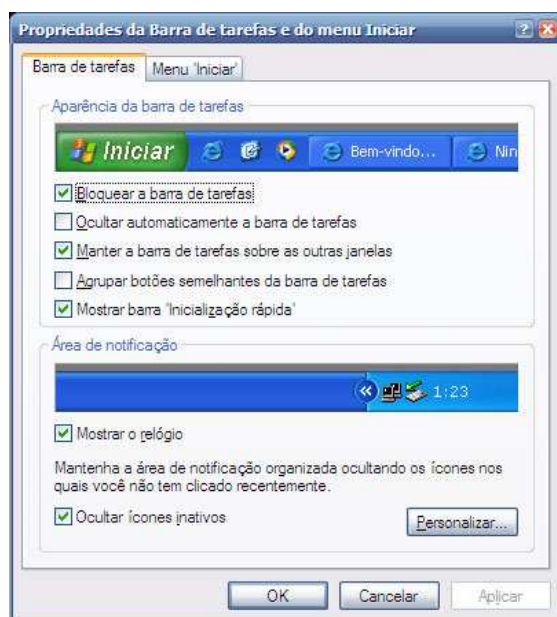 Propriedades da Barra de tarefas e do menu Iniciar
Barra de tarefas
Menu 'Iniciar'
Aparência da barra de tarefas
Iniciar
Bem-vindo...
Nin
Bloquear a barra de tarefas
Ocultar automaticamente a barra de tarefas
Manter a barra de tarefas sobre as outras janelas
Agrupar botões semelhantes da barra de tarefas
Mostrar barra 'Inicialização rápida'
Área de notificação
1:23
Mostrar o relógio
Mantenha a área de notificação organizada ocultando os ícones nos
quais você não tem clicado recentemente.
Ocultar ícones inativos
Personalizar...
OK
Cancelar
Aplicar